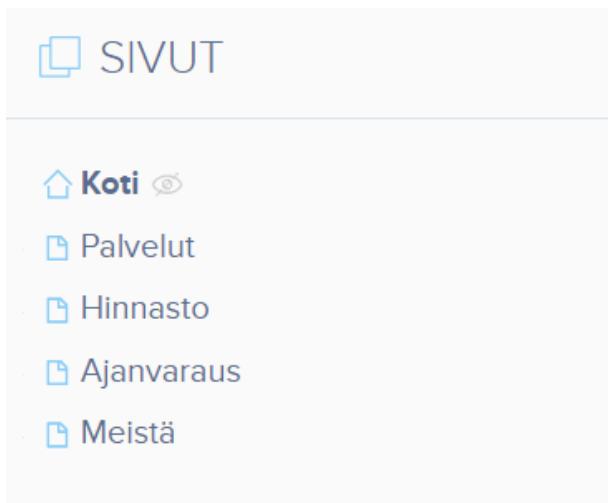 SIVUT
Koti
Palvelut
Hinnasto
Ajanvaraus
Meistä